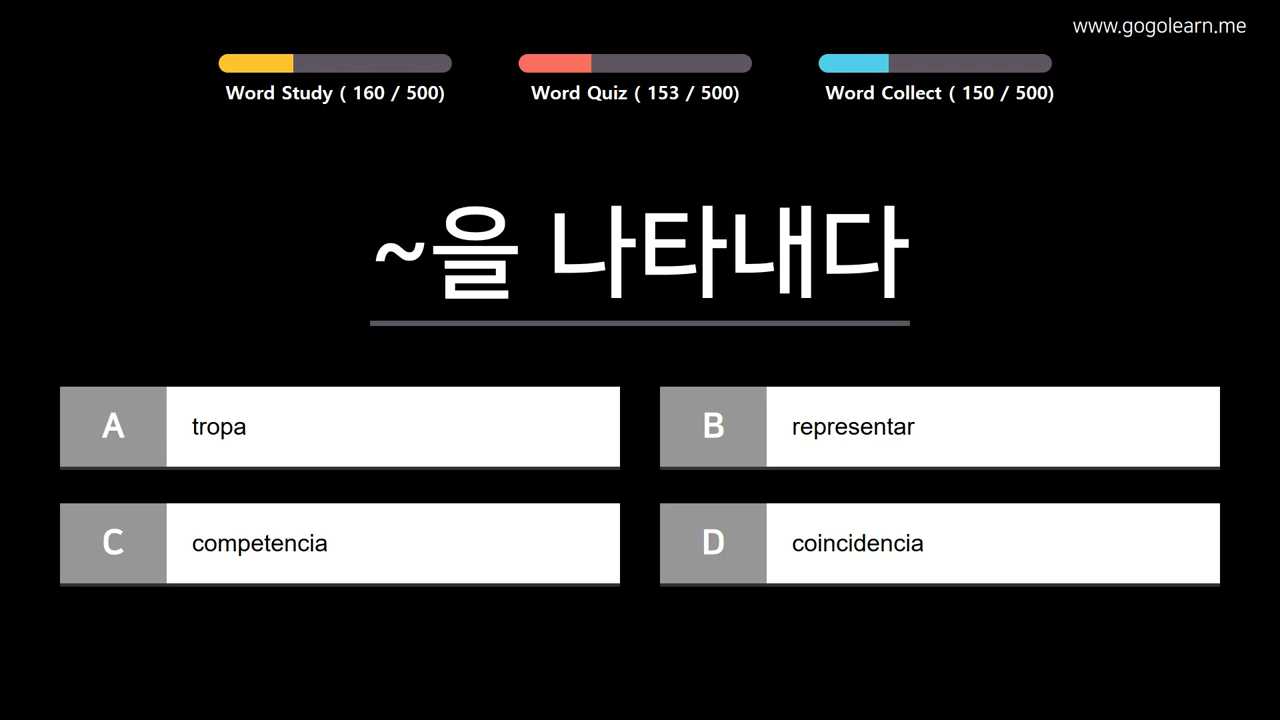 www.gogolearn.me
Word Study ( 160 / 500)
Word Quiz ( 153 / 500)
Word Collect ( 150 / 500)
~을 나타내다
A tropa
B representar
C competencia
D coincidencia